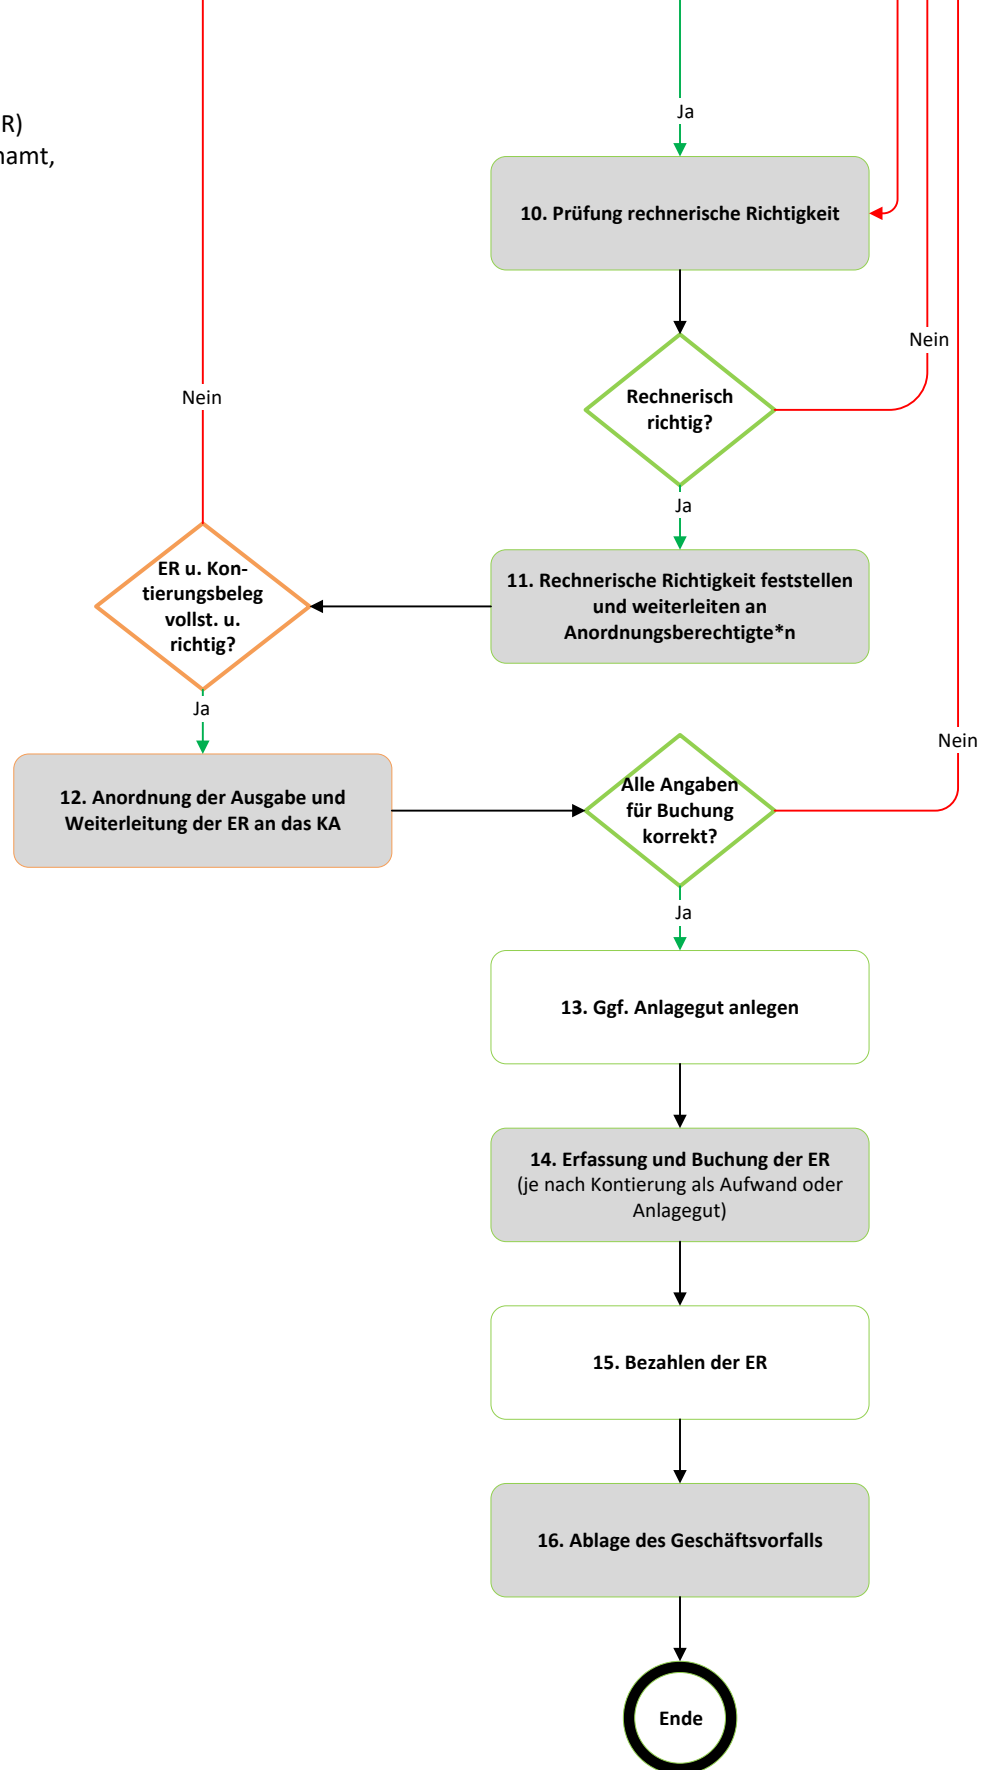 R)
amt,
Ja
10. Prüfung rechnerische Richtigkeit
Nein
Rechnerisch
richtig?
Nein
Ja
ER u. Kon-
tierungsbeleg
vollst. u.
richtig?
11. Rechnerische Richtigkeit feststellen
und weiterleiten an
Anordnungsberechtigte*n
Ja
Nein
12. Anordnung der Ausgabe und
Weiterleitung der ER an das KA
Alle Angaben
für Buchung
korrekt?
Ja
13. Ggf. Anlagegut anlegen
14. Erfassung und Buchung der ER
(je nach Kontierung als Aufwand oder
Anlagegut)
15. Bezahlen der ER
16. Ablage des Geschäftsvorfalls
Ende